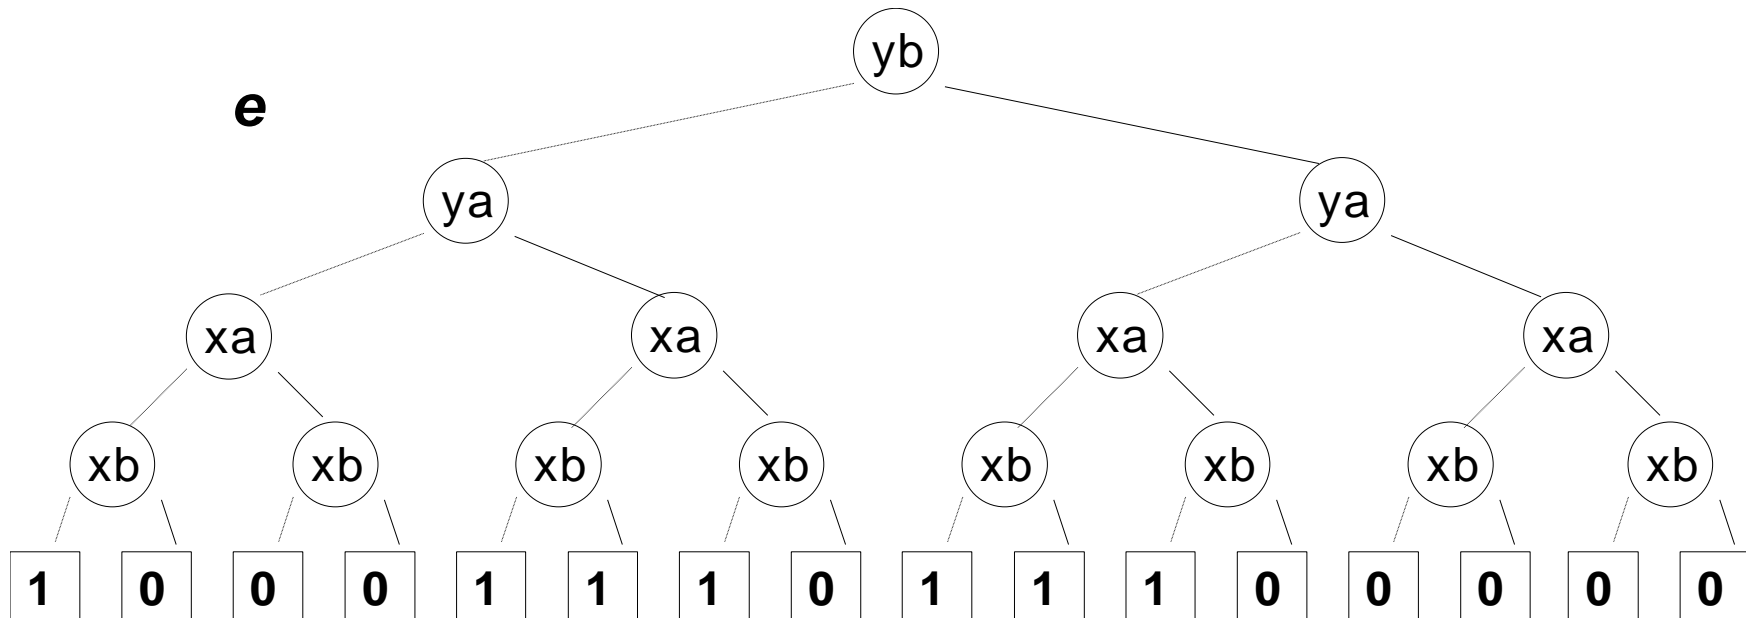 yb
e
ya ya
xa xa xa xa
xb xb xb xb xb xb xb xb
1 0 0 0 1 1 1 0 1 1 1 0 0 0 0 0